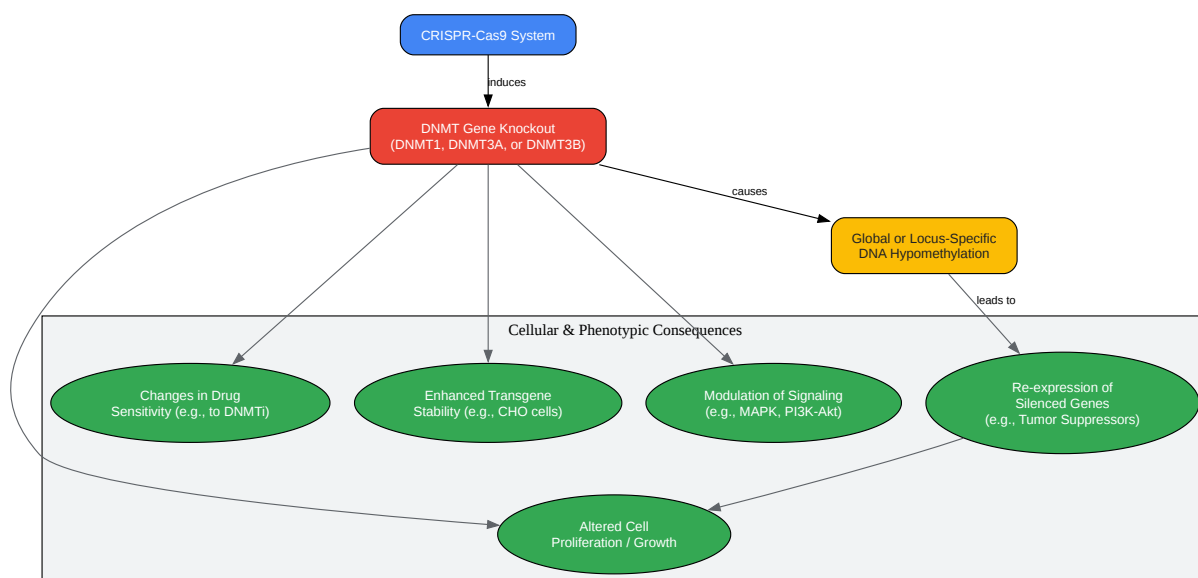 CRISPR-Cas9 System
induces
DNMT Gene Knockout
(DNMT1, DNMT3A, or DNMT3B)
causes
Global or Locus-Specific
DNA Hypomethylation
leads to
Cellular & Phenotypic Consequences
Changes in Drug
Sensitivity (e.g., to DNMTi)
Enhanced Transgene
Stability (e.g., CHO cells)
Modulation of Signaling
(e.g., MAPK, PI3K-Akt)
Re-expression of
Silenced Genes
(e.g., Tumor Suppressors)
Altered Cell
Proliferation / Growth